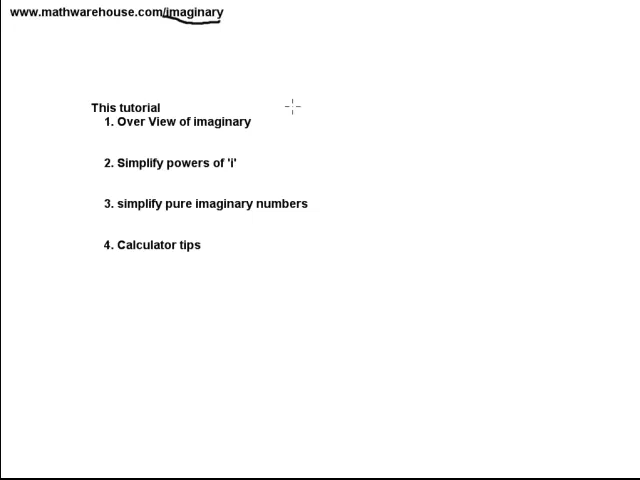 www.mathwarehouse.com/imaginary
This tutorial
1. Over View of imaginary
2. Simplify powers of 'i'
3. simplify pure imaginary numbers
4. Calculator tips